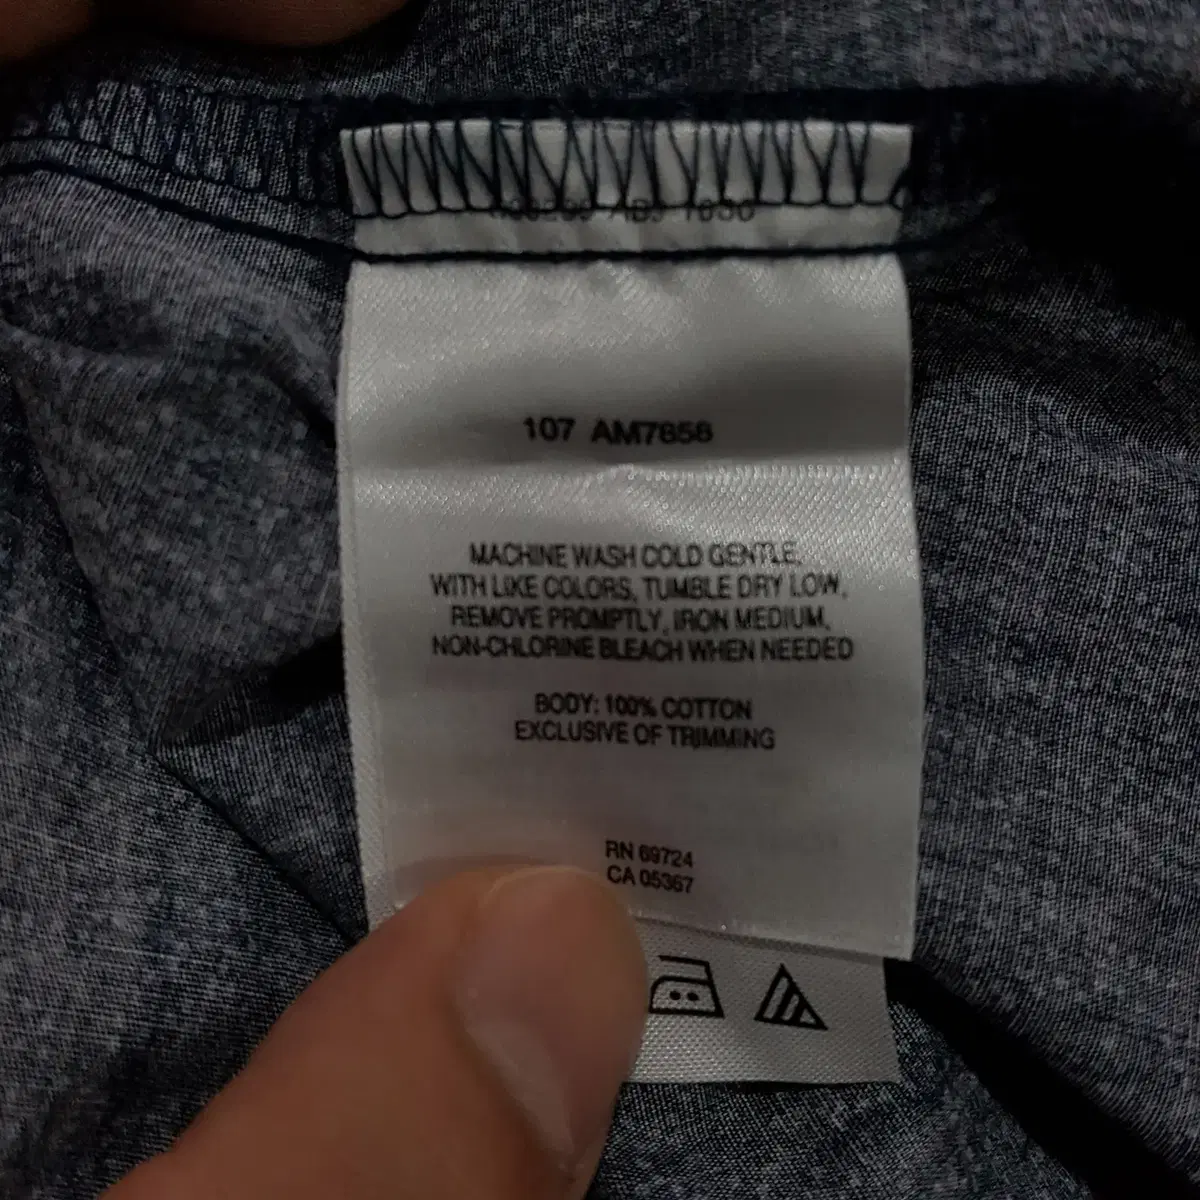 107 AM7858
MACHINE WASH COLD GENTLE,
WITH LIKE COLORS, TUMBLE DRY LOW,
REMOVE PROMPTLY, IRON MEDIUM,
NON-CHLORINE BLEACH WHEN NEEDED
BODY: 100% COTTON
EXCLUSIVE OF TRIMMING
RN 69724
CA 05367